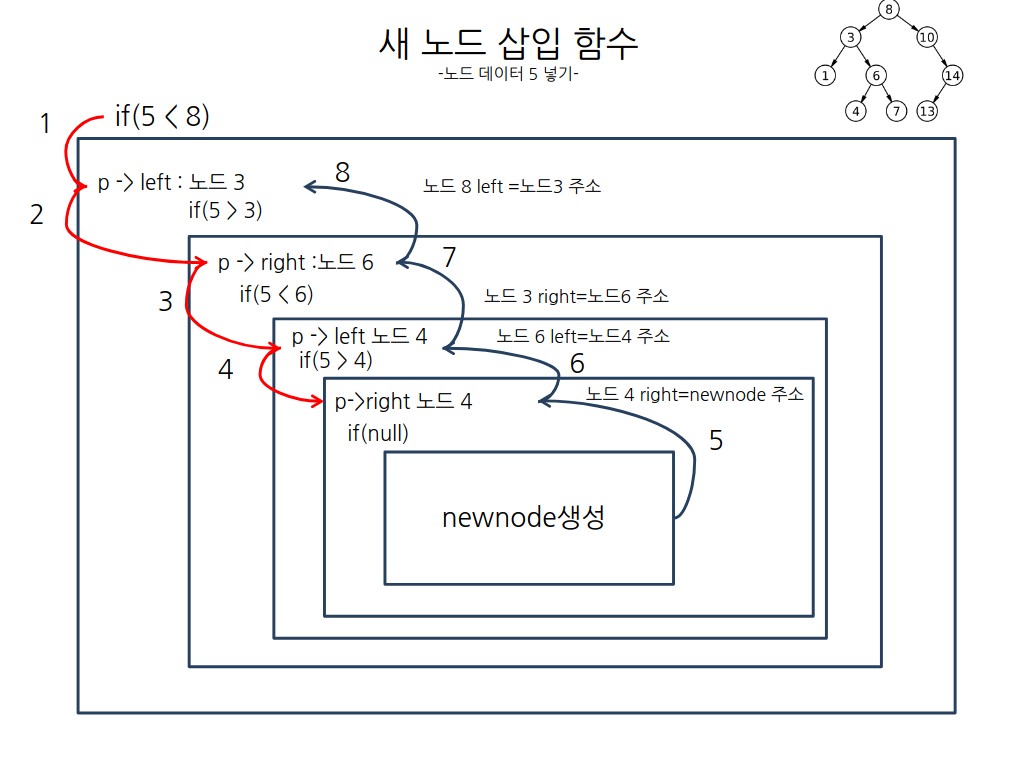 새 노드 삽입 함수
-노드 데이터 5 넣기-
8
3
10
1
6
14
4
7
13
1
if(5 < 8)
2
p -> left : 노드 3
8
노드 8 left =노드3 주소
if(5 > 3)
p -> right :노드 6
7
3
if(5 < 6)
노드 3 right=노드6 주소
p -> left 노드 4
노드 6 left=노드4 주소
4
if(5 > 4)
6
p->right 노드 4
노드 4 right=newnode 주소
if(null)
5
newnode생성